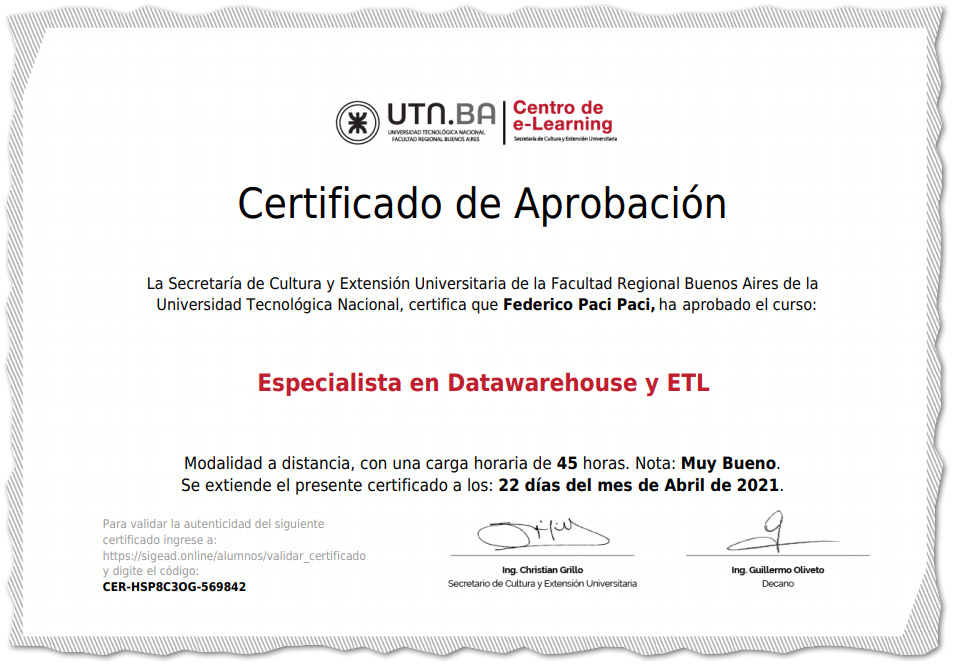 UTN.BA
UNIVERSIDAD TECNOLÓGICA NACIONAL
FACULTAD REGIONAL BUENOS AIRES
Centro de
e-Learning
Secretaría de Cultura y Extensión Universitaria
Certificado de Aprobación
La Secretaría de Cultura y Extensión Universitaria de la Facultad Regional Buenos Aires de la
Universidad Tecnológica Nacional, certifica que Federico Paci Paci, ha aprobado el curso:
Especialista en Datawarehouse y ETL
Modalidad a distancia, con una carga horaria de 45 horas. Nota: Muy Bueno.
Se extiende el presente certificado a los: 22 días del mes de Abril de 2021.
Para validar la autenticidad del siguiente
certificado ingrese a:
https://sigead.online/alumnos/validar_certificado
y digite el código:
CER-HSP8C3OG-569842
Ing. Christian Grillo
Secretario de Cultura y Extensión Universitaria
Ing. Guillermo Oliveto
Decano